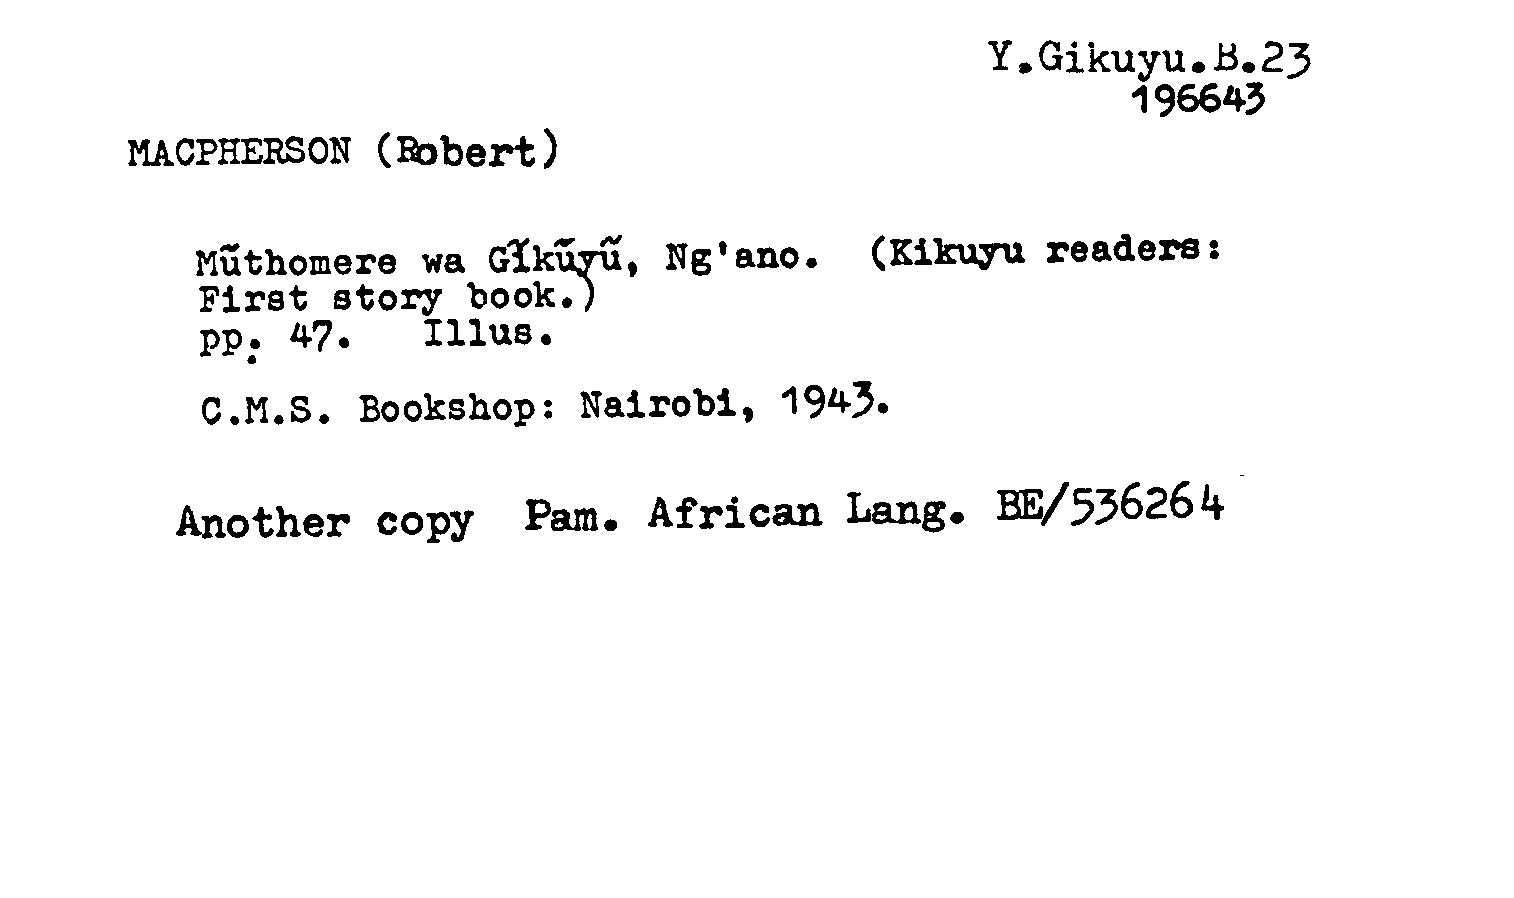 Y.Gikuyu.B.23
196643
MACPHERSON (Robert)
Mũthomere wa Gĩkũyũ, Ng'ano. (Kikuyu readers:
First story book.)
pp. 47. Illus.
C.M.S. Bookshop: Nairobi, 1943.
Another copy Pam. African Lang. BE/536264